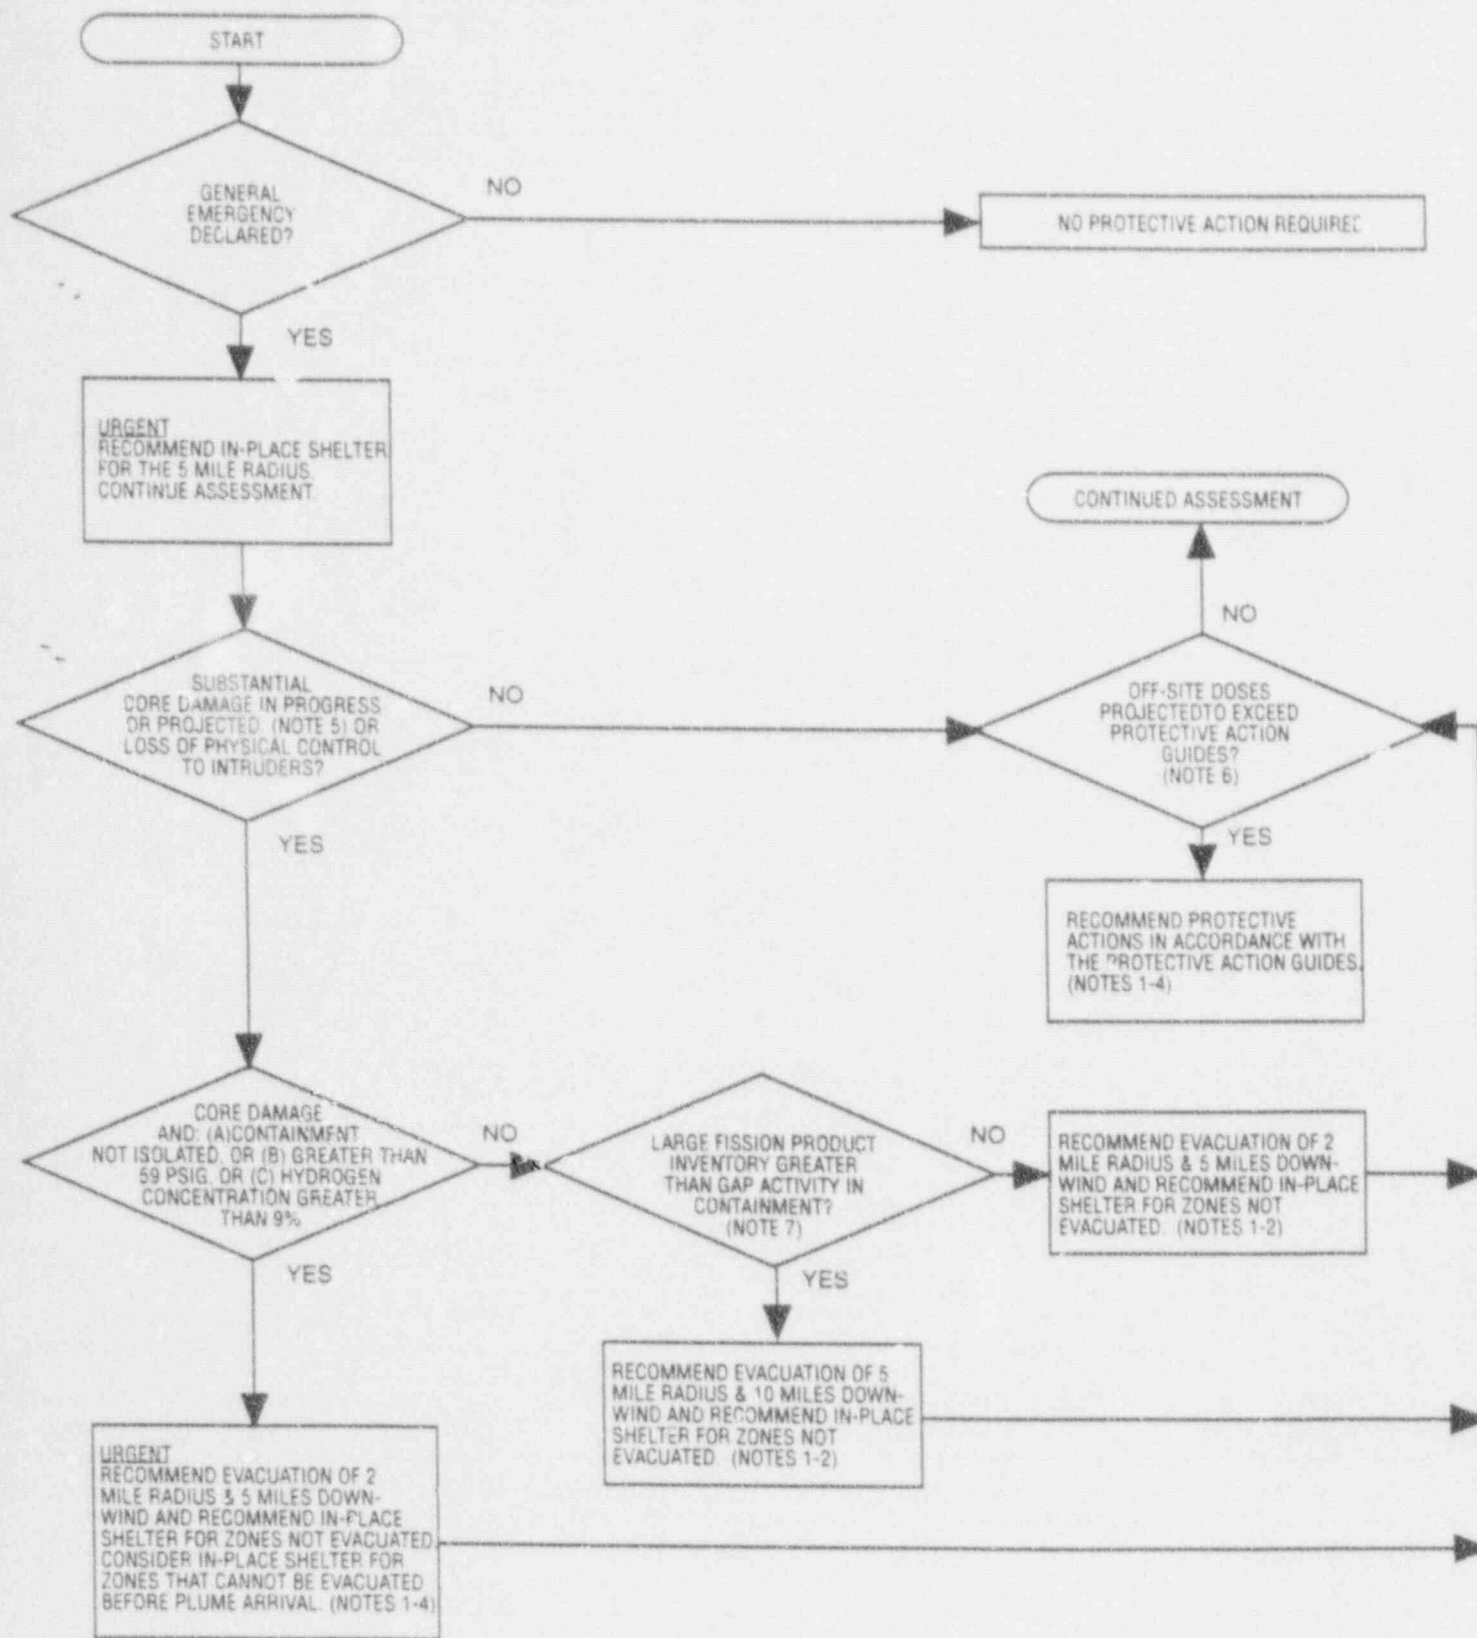 START
GENERAL
EMERGENCY
DECLARED?
NO
NO PROTECTIVE ACTION REQUIRED
YES
URGENT
RECOMMEND IN-PLACE SHELTER
FOR THE 5 MILE RADIUS.
CONTINUE ASSESSMENT.
CONTINUED ASSESSMENT
NO
SUBSTANTIAL
CORE DAMAGE IN PROGRESS
OR PROJECTED (NOTE 5) OR
LOSS OF PHYSICAL CONTROL
TO INTRUDERS?
NO
OFF-SITE DOSES
PROJECTEDTO EXCEED
PROTECTIVE ACTION
GUIDES?
(NOTE 6)
YES
YES
RECOMMEND PROTECTIVE
ACTIONS IN ACCORDANCE WITH
THE PROTECTIVE ACTION GUIDES.
(NOTES 1-4)
CORE DAMAGE
AND: (A)CONTAINMENT
NOT ISOLATED, OR (B) GREATER THAN
59 PSIG, OR (C) HYDROGEN
CONCENTRATION GREATER
THAN 9%
NO
LARGE FISSION PRODUCT
INVENTORY GREATER
THAN GAP ACTIVITY IN
CONTAINMENT?
(NOTE 7)
NO
RECOMMEND EVACUATION OF 2
MILE RADIUS & 5 MILES DOWN-
WIND AND RECOMMEND IN-PLACE
SHELTER FOR ZONES NOT
EVACUATED. (NOTES 1-2)
YES
YES
RECOMMEND EVACUATION OF 5
MILE RADIUS & 10 MILES DOWN-
WIND AND RECOMMEND IN-PLACE
SHELTER FOR ZONES NOT
EVACUATED. (NOTES 1-2)
URGENT
RECOMMEND EVACUATION OF 2
MILE RADIUS & 5 MILES DOWN-
WIND AND RECOMMEND IN-PLACE
SHELTER FOR ZONES NOT EVACUATED.
CONSIDER IN-PLACE SHELTER FOR
ZONES THAT CANNOT BE EVACUATED
BEFORE PLUME ARRIVAL. (NOTES 1-4)